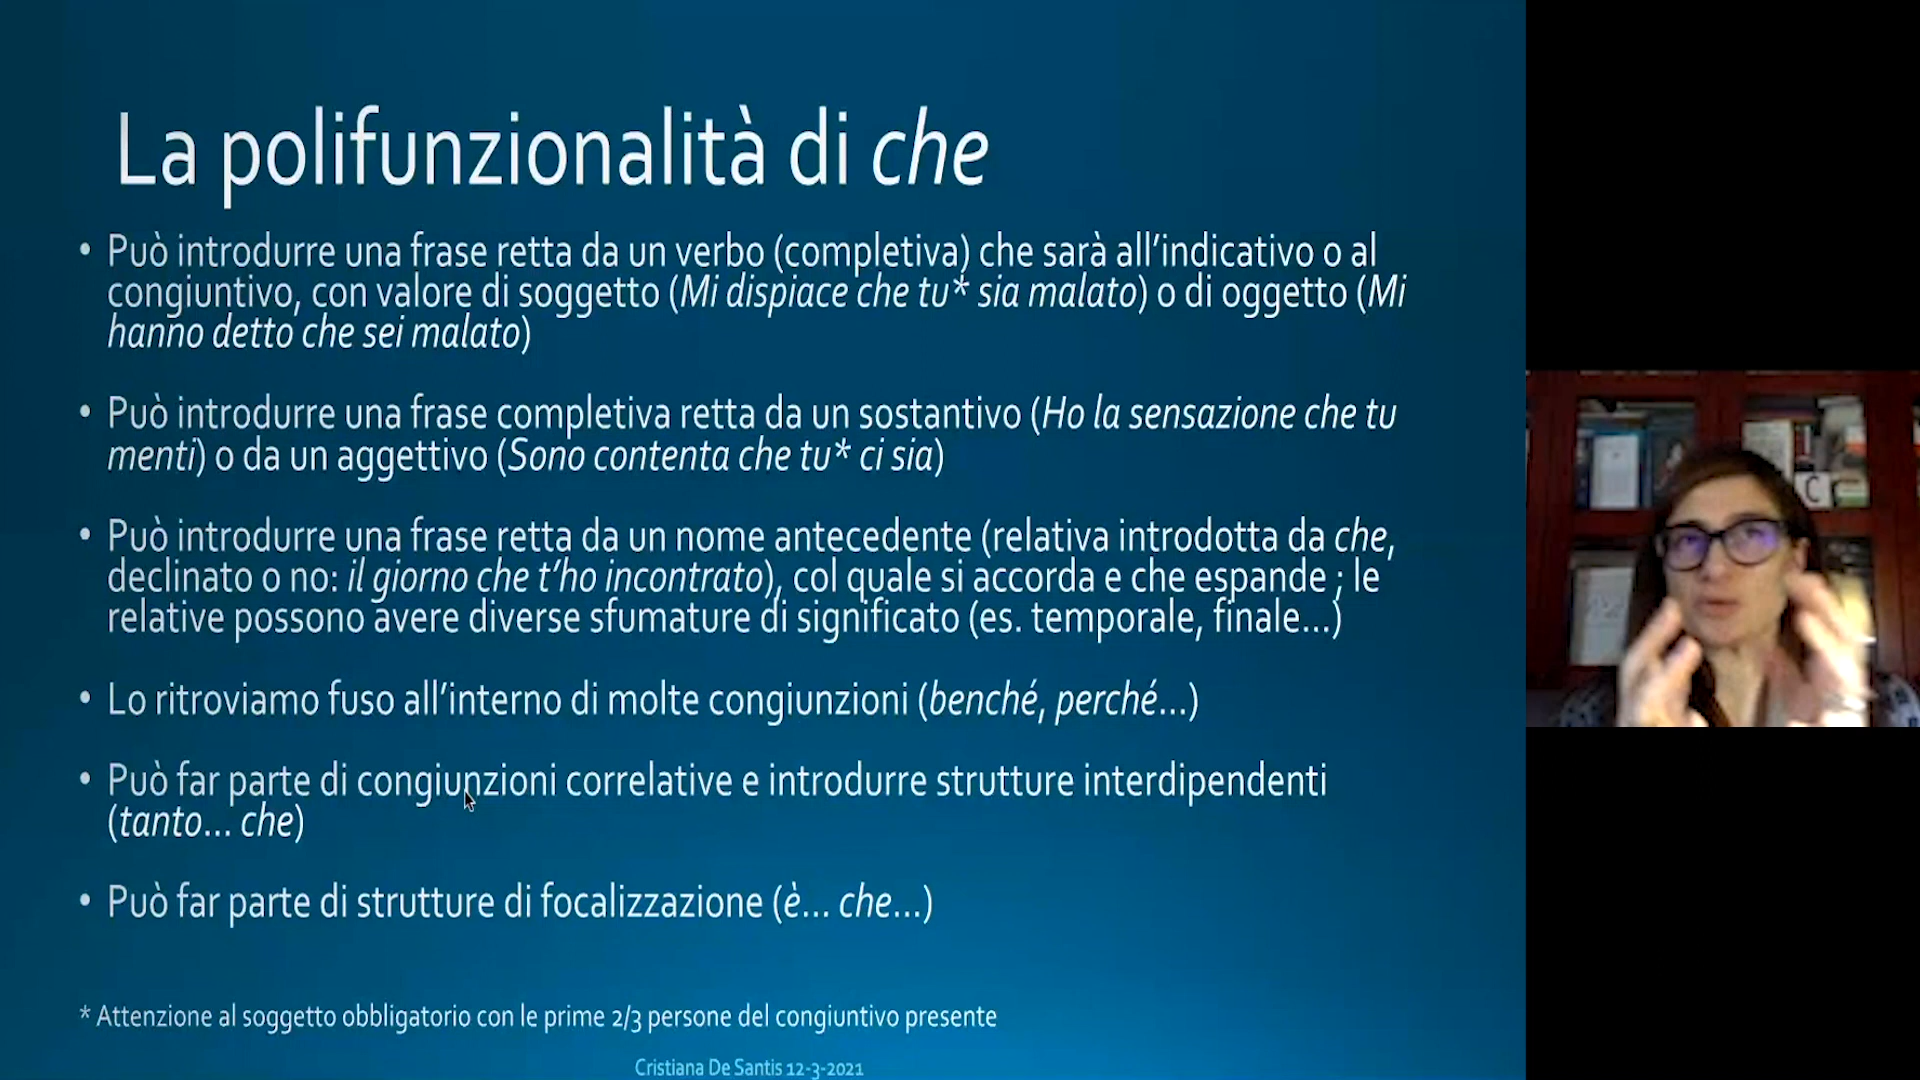 La polifunzionalità di che
• Può introdurre una frase retta da un verbo (completiva) che sarà all'indicativo o al
congiuntivo, con valore di soggetto (Mi dispiace che tu* sia malato) o di oggetto (Mi
hanno detto che sei malato)
• Può introdurre una frase completiva retta da un sostantivo (Ho la sensazione che tu
menti) o da un aggettivo (Sono contenta che tu* ci sia)
• Può introdurre una frase retta da un nome antecedente (relativa introdotta da che,
declinato o no: il giorno che t'ho incontrato), col quale si accorda e che espande ; le
relative possono avere diverse sfumature di significato (es. temporale, finale...)
• Lo ritroviamo fuso all'interno di molte congiunzioni (benché, perché...)
• Può far parte di congiunzioni correlative e introdurre strutture interdipendenti
(tanto... che)
• Può far parte di strutture di focalizzazione (è... che...)
* Attenzione al soggetto obbligatorio con le prime 2/3 persone del congiuntivo presente
Cristiana De Santis 12-3-2021
C